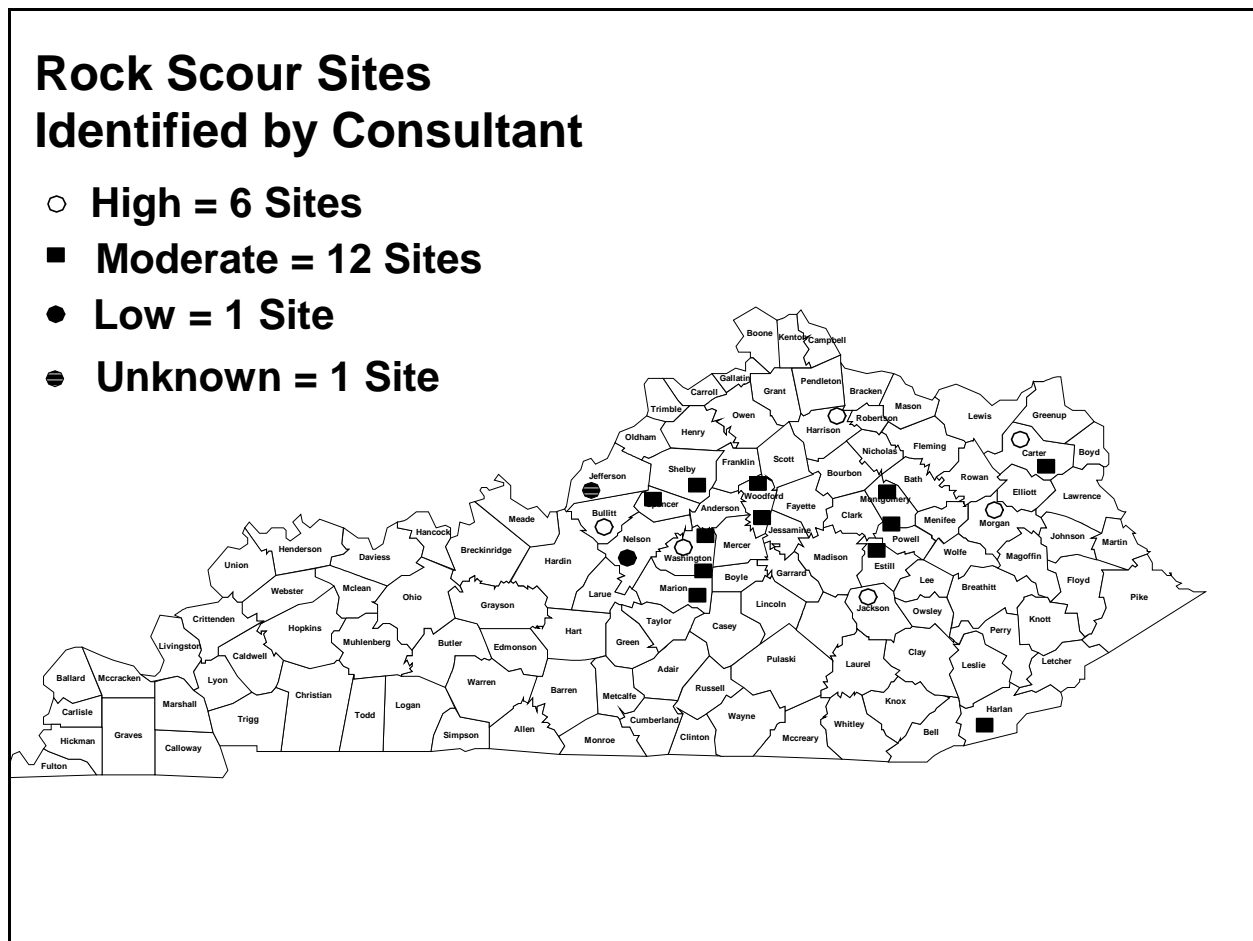 Rock Scour Sites
Identified by Consultant
High = 6 Sites
Moderate = 12 Sites
Low = 1 Site
Unknown = 1 Site
Boone
Campbell
Gallatin
Carroll
Grant
Pendleton
Bracken
Mason
Lewis
Greenup
Trimble
Owen
Robertson
Oldham
Henry
Harrison
Fleming
Nicholas
Carter
Boyd
Jefferson
Shelby
Franklin
Scott
Bourbon
Bath
Rowan
Elliott
Lawrence
Spencer
Woodford
Montgomery
Bullitt
Anderson
Fayette
Clark
Menifee
Morgan
Meade
Hancock
Nelson
Jessamine
Powell
Johnson
Martin
Henderson
Daviess
Breckinridge
Hardin
Washington
Mercer
Madison
Estill
Wolfe
Magoffin
Union
Webster
Mclean
Ohio
Grayson
Larue
Marion
Boyle
Garrard
Lee
Breathitt
Floyd
Pike
Crittenden
Hopkins
Lincoln
Jackson
Owsley
Knott
Livingston
Caldwell
Muhlenberg
Butler
Edmonson
Hart
Green
Taylor
Casey
Perry
Ballard
Mccracken
Lyon
Warren
Adair
Pulaski
Laurel
Clay
Leslie
Letcher
Carlisle
Marshall
Christian
Logan
Barren
Metcalfe
Russell
Knox
Harlan
Hickman
Graves
Trigg
Todd
Simpson
Allen
Monroe
Cumberland
Wayne
Whitley
Fulton
Calloway
Clinton
Mccreary
Bell